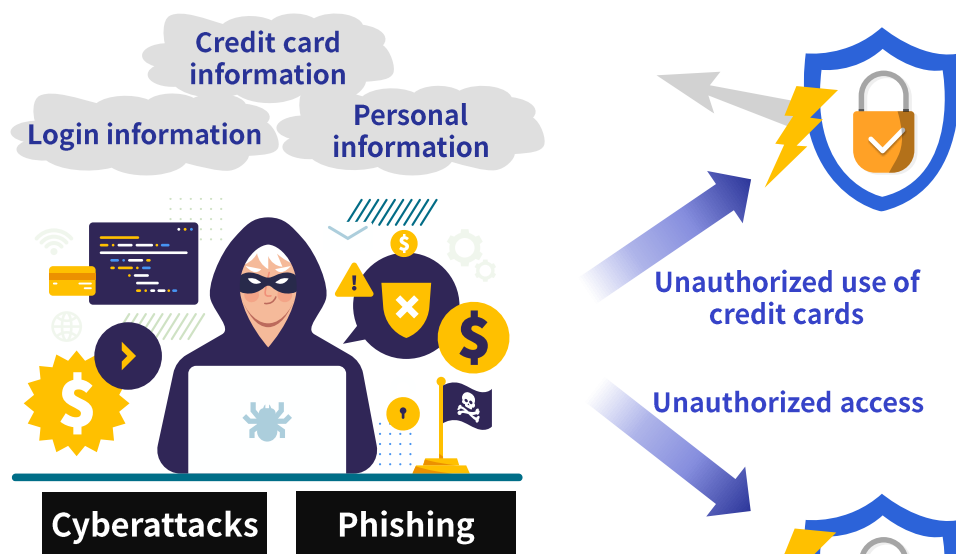 Credit card
information
Login information
Personal
information
Unauthorized use of
credit cards
Unauthorized access
Cyberattacks
Phishing